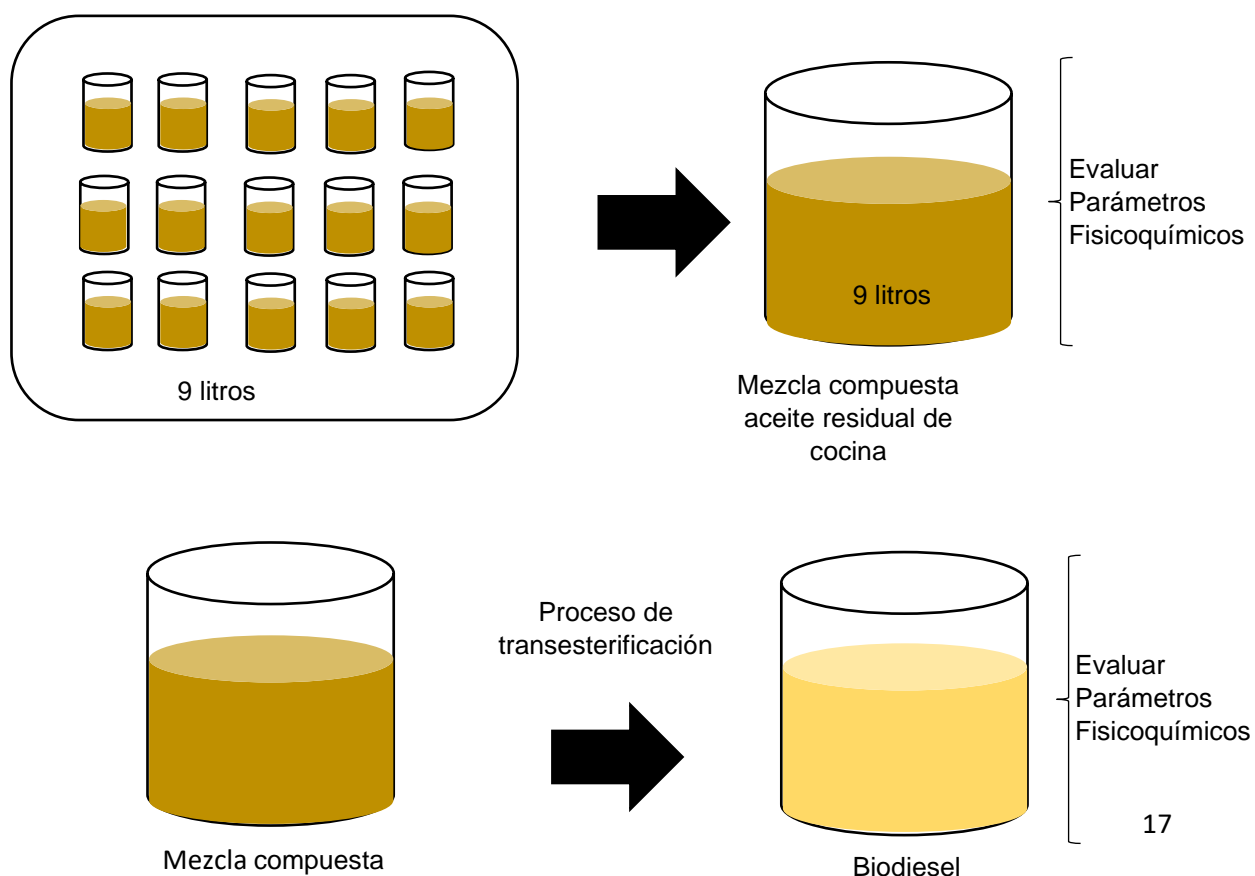 9 litros
9 litros
Mezcla compuesta
aceite residual de
cocina
Evaluar
Parámetros
Fisicoquímicos
Proceso de
transesterificación
Mezcla compuesta
Biodiesel
Evaluar
Parámetros
Fisicoquímicos
17